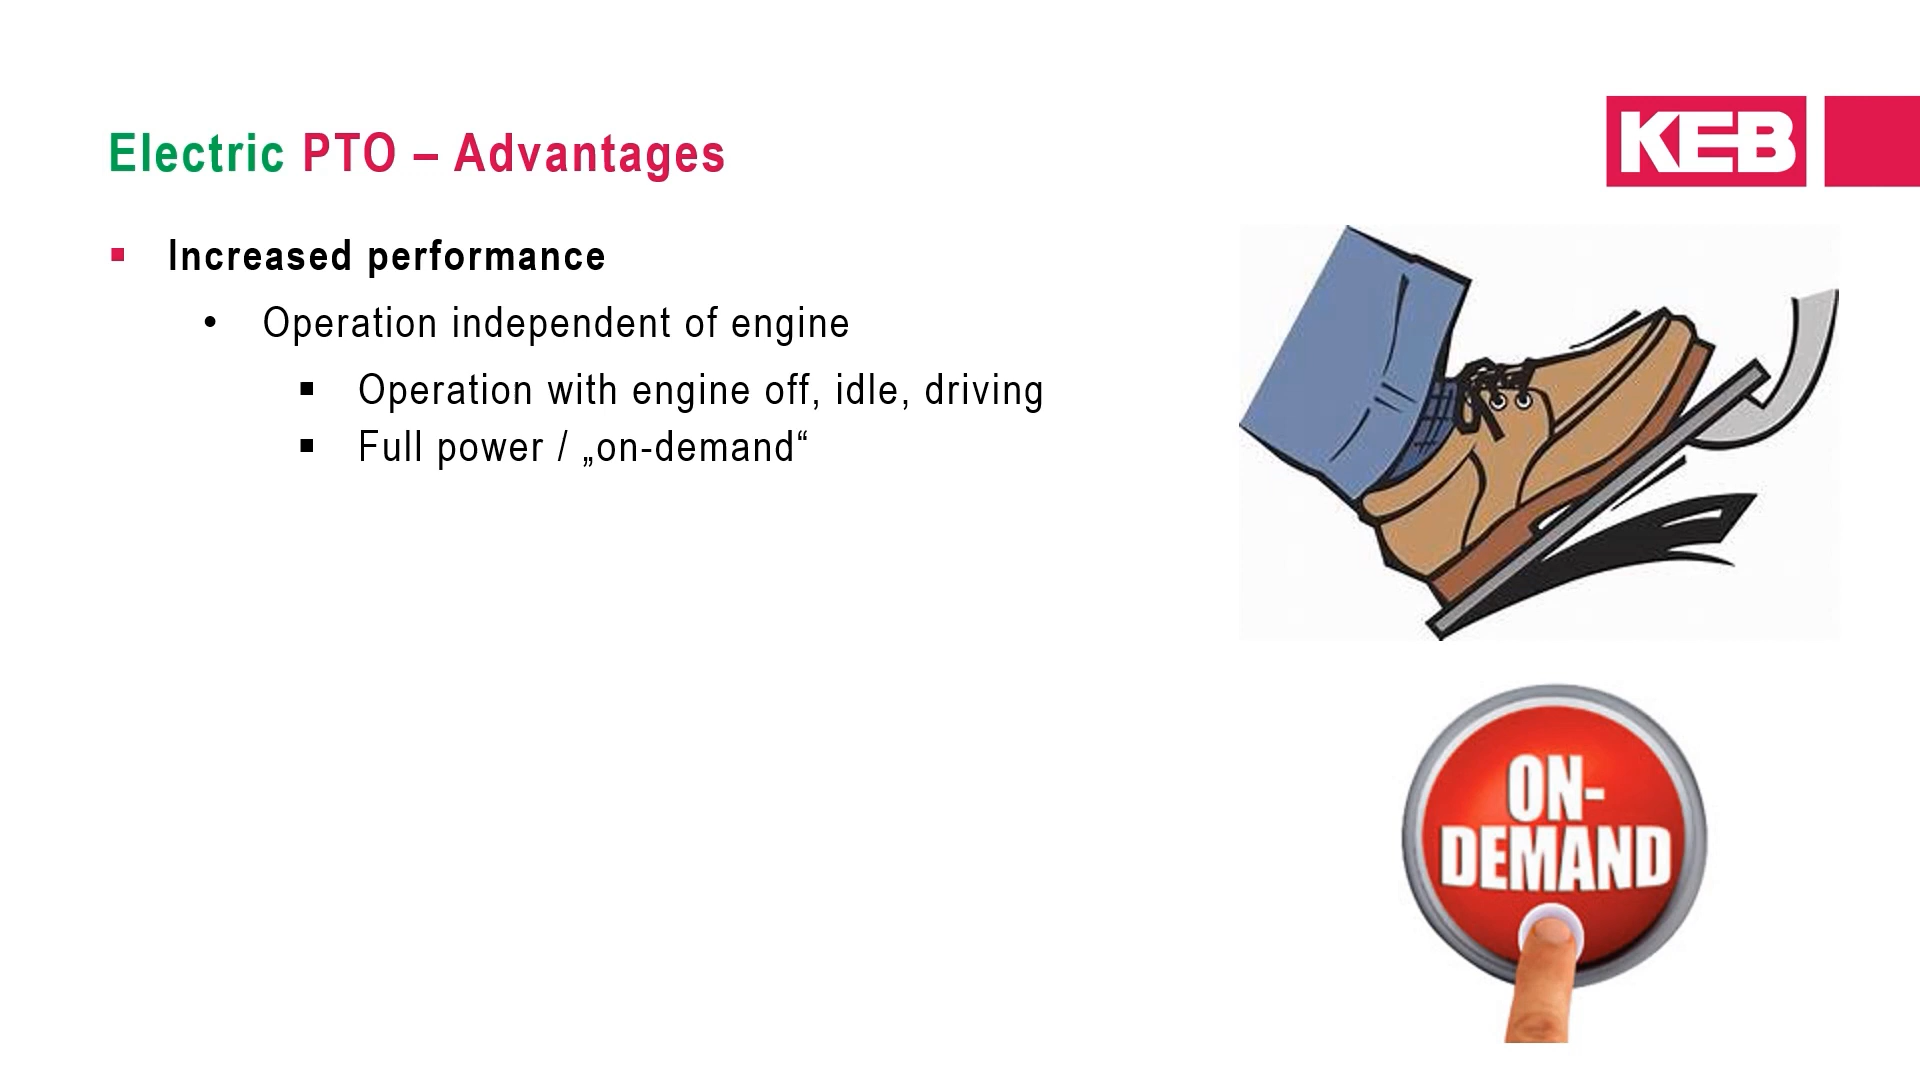 Electric PTO – Advantages
KEB
▪ Increased performance
• Operation independent of engine
▪ Operation with engine off, idle, driving
▪ Full power / „on-demand“
ON-
DEMAND